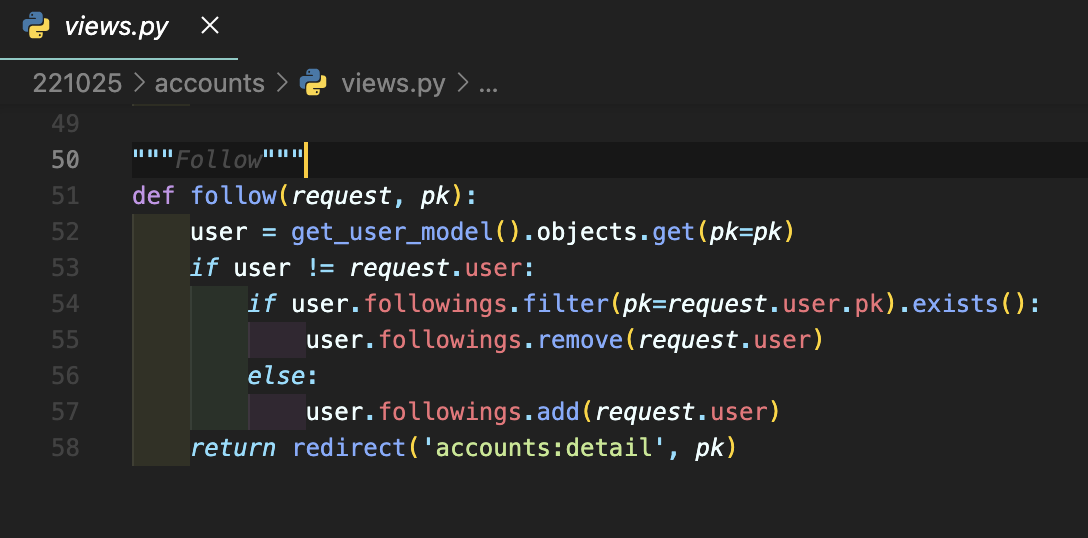 views.py ×
221025 > accounts > views.py > ...
49
50 """Follow"""
51 def follow(request, pk):
52     user = get_user_model().objects.get(pk=pk)
53     if user != request.user:
54         if user.followings.filter(pk=request.user.pk).exists():
55             user.followings.remove(request.user)
56         else:
57             user.followings.add(request.user)
58     return redirect('accounts:detail', pk)